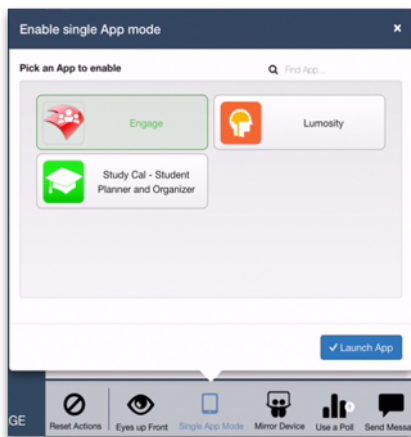 Enable single App mode ×
Pick an App to enable
Find App...
Engage
Lumosity
Study Cal - Student
Planner and Organizer
Launch App
GE
Reset Actions
Eyes up Front
Single App Mode
Mirror Device
Use a Poll
Send Messa